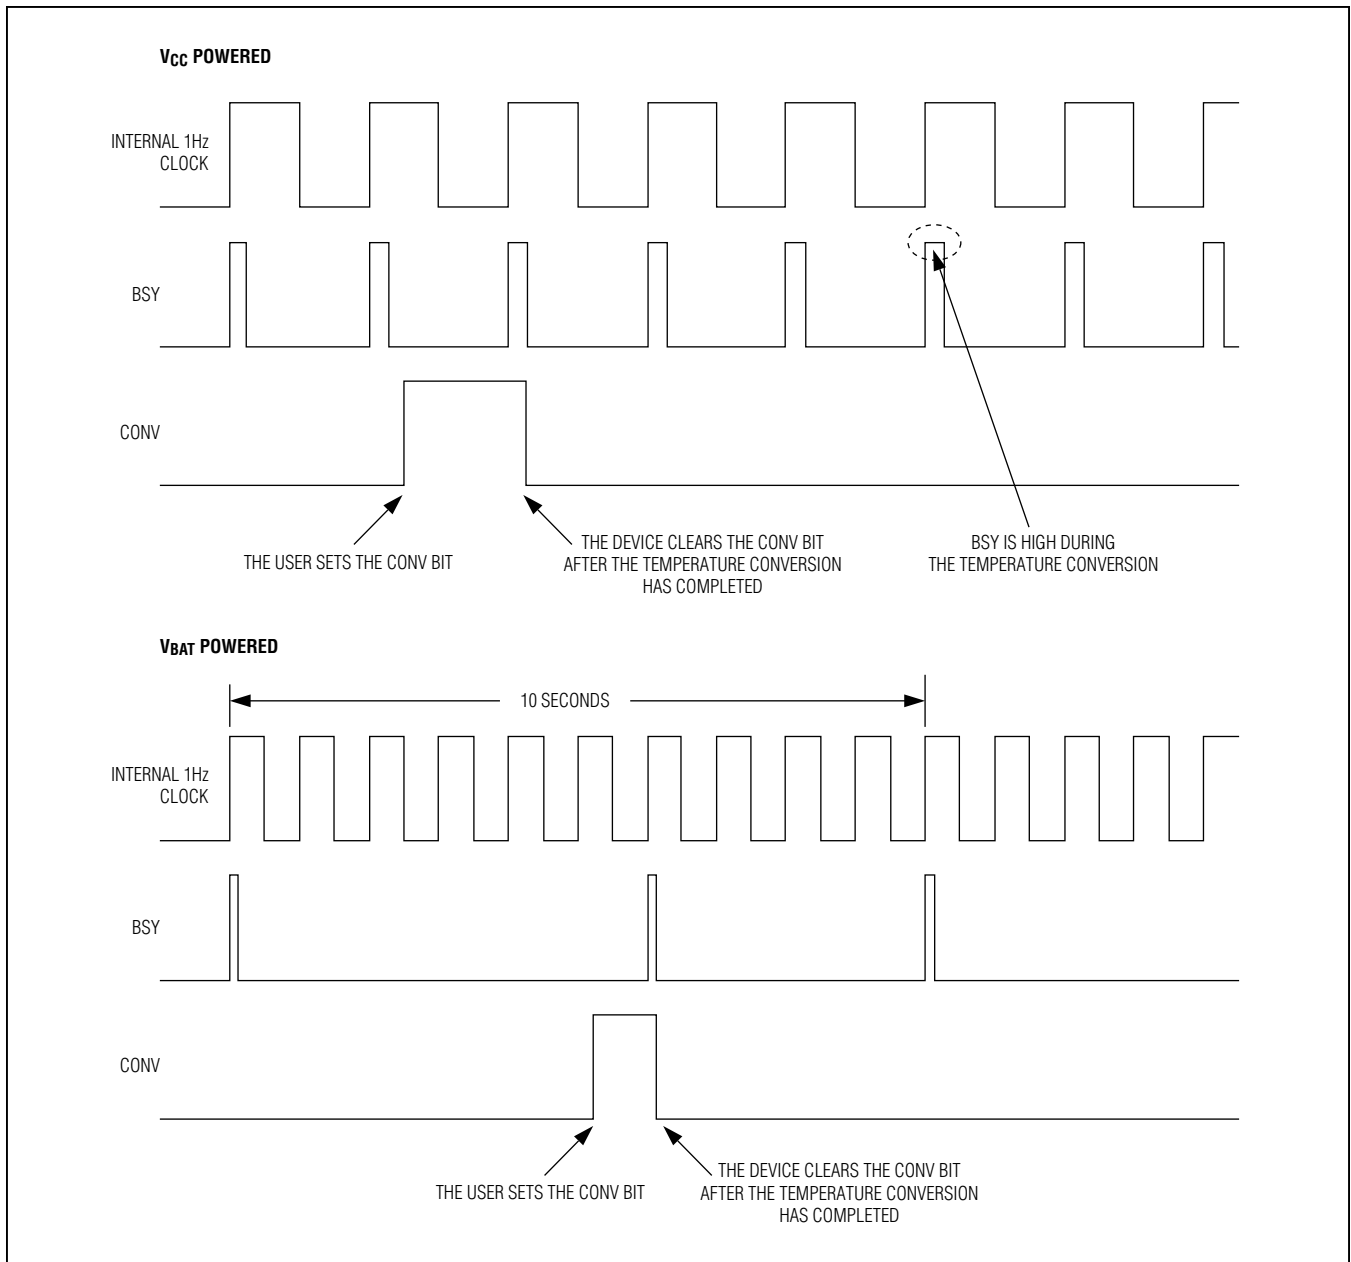 VCC POWERED
INTERNAL 1Hz
CLOCK
BSY
CONV
THE USER SETS THE CONV BIT
THE DEVICE CLEARS THE CONV BIT
AFTER THE TEMPERATURE CONVERSION
HAS COMPLETED
BSY IS HIGH DURING
THE TEMPERATURE CONVERSION
VBAT POWERED
10 SECONDS
INTERNAL 1Hz
CLOCK
BSY
CONV
THE USER SETS THE CONV BIT
THE DEVICE CLEARS THE CONV BIT
AFTER THE TEMPERATURE CONVERSION
HAS COMPLETED